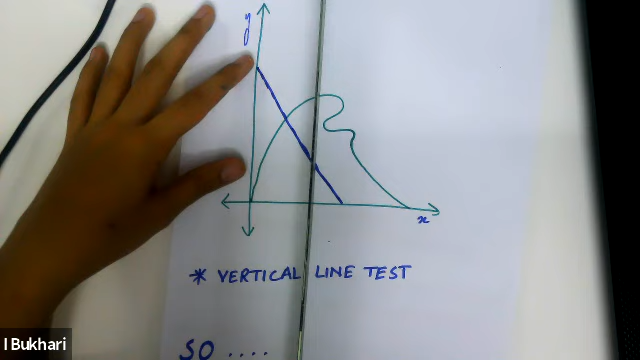 y
x
* VERTICAL LINE TEST
SO ....
I Bukhari